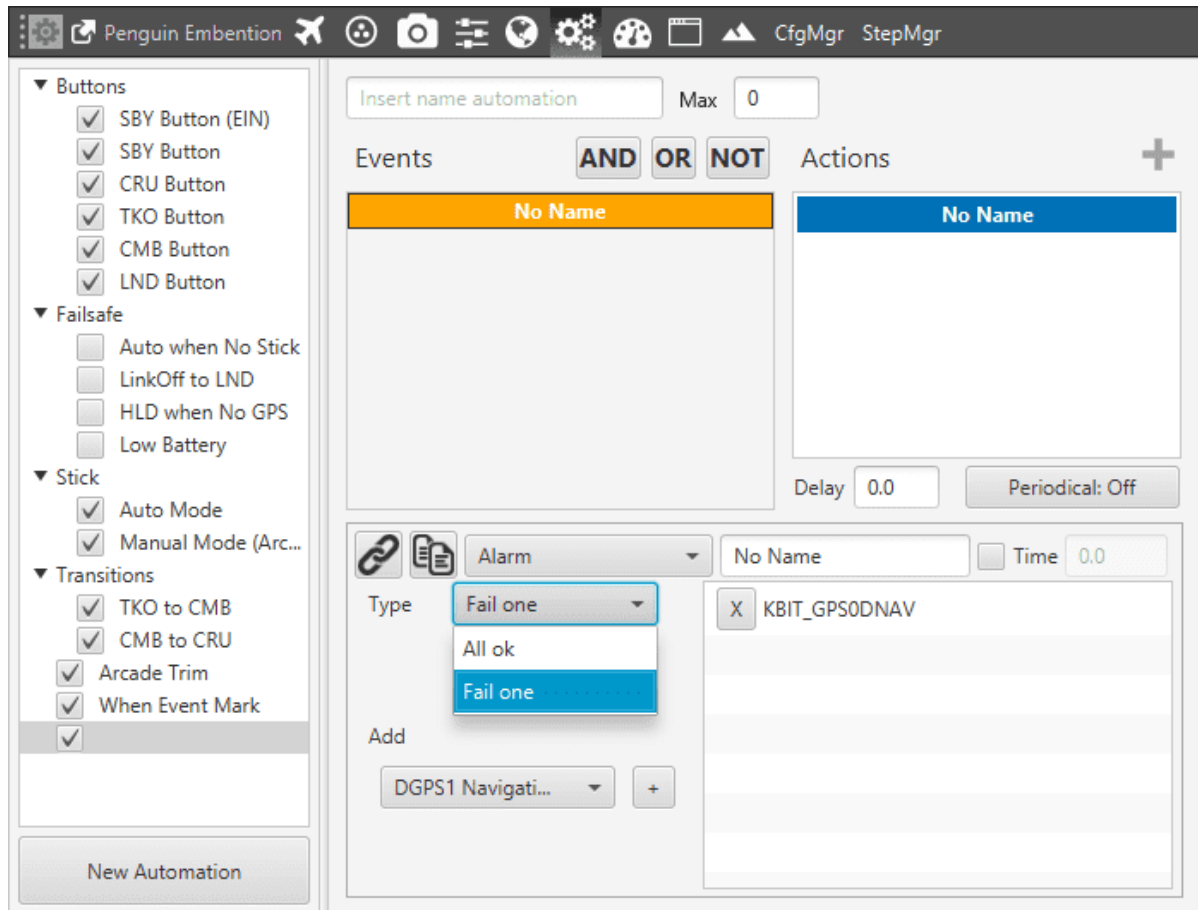 Penguin Embention CfgMgr StepMgr
Buttons
SBY Button (EIN)
SBY Button
CRU Button
TKO Button
CMB Button
LND Button
Failsafe
Auto when No Stick
LinkOff to LND
HLD when No GPS
Low Battery
Stick
Auto Mode
Manual Mode (Arc...
Transitions
TKO to CMB
CMB to CRU
Arcade Trim
When Event Mark
New Automation
Insert name automation Max 0
Events AND OR NOT Actions
No Name
No Name
Delay 0.0 Periodical: Off
Alarm No Name Time 0.0
Type Fail one
All ok
Fail one
Add
DGPS1 Navigati... +
X KBIT_GPS0DNAV